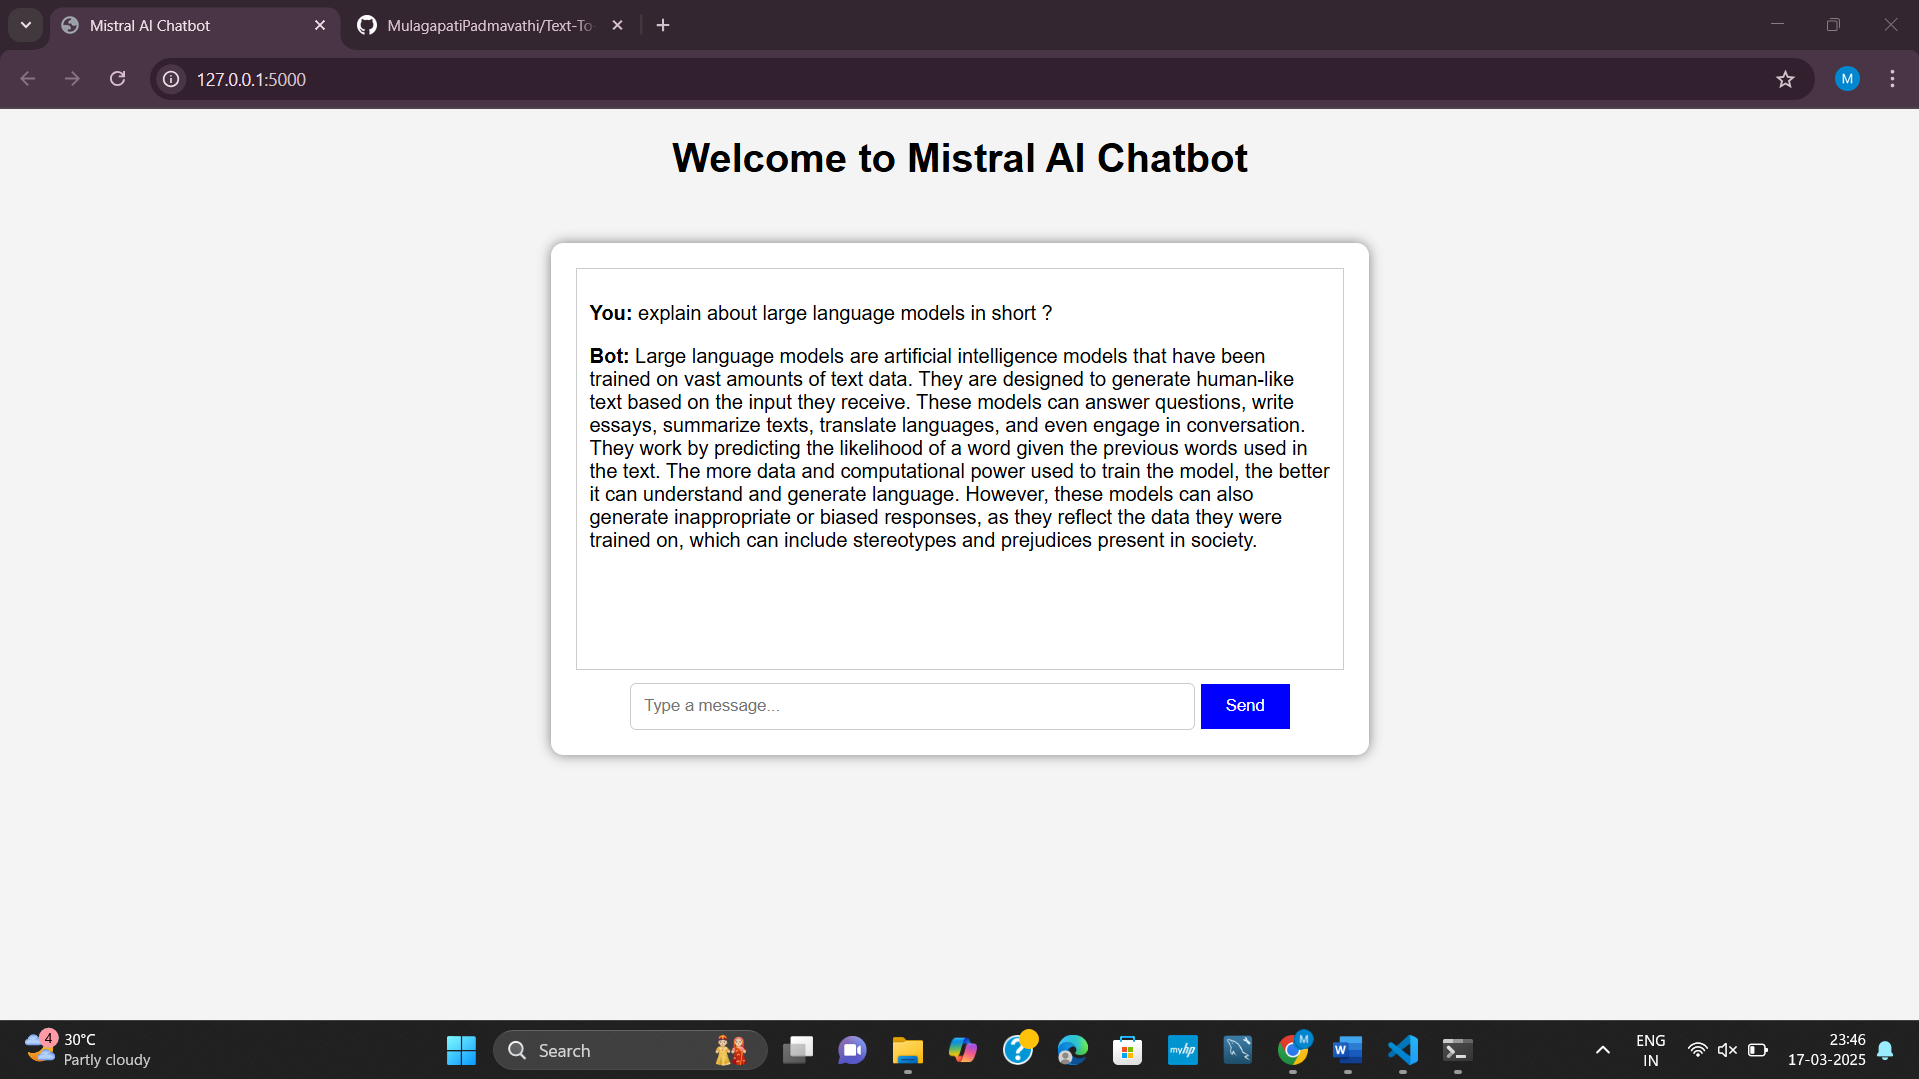 Mistral AI Chatbot
MulagapatiPadmavathi/Text-To-
127.0.0.1:5000
M
Welcome to Mistral AI Chatbot
You: explain about large language models in short ?
Bot: Large language models are artificial intelligence models that have been
trained on vast amounts of text data. They are designed to generate human-like
text based on the input they receive. These models can answer questions, write
essays, summarize texts, translate languages, and even engage in conversation.
They work by predicting the likelihood of a word given the previous words used in
the text. The more data and computational power used to train the model, the better
it can understand and generate language. However, these models can also
generate inappropriate or biased responses, as they reflect the data they were
trained on, which can include stereotypes and prejudices present in society.
Type a message...
Send
4
30°C
Partly cloudy
Search
myhp
M
W
ENG
IN
23:46
17-03-2025